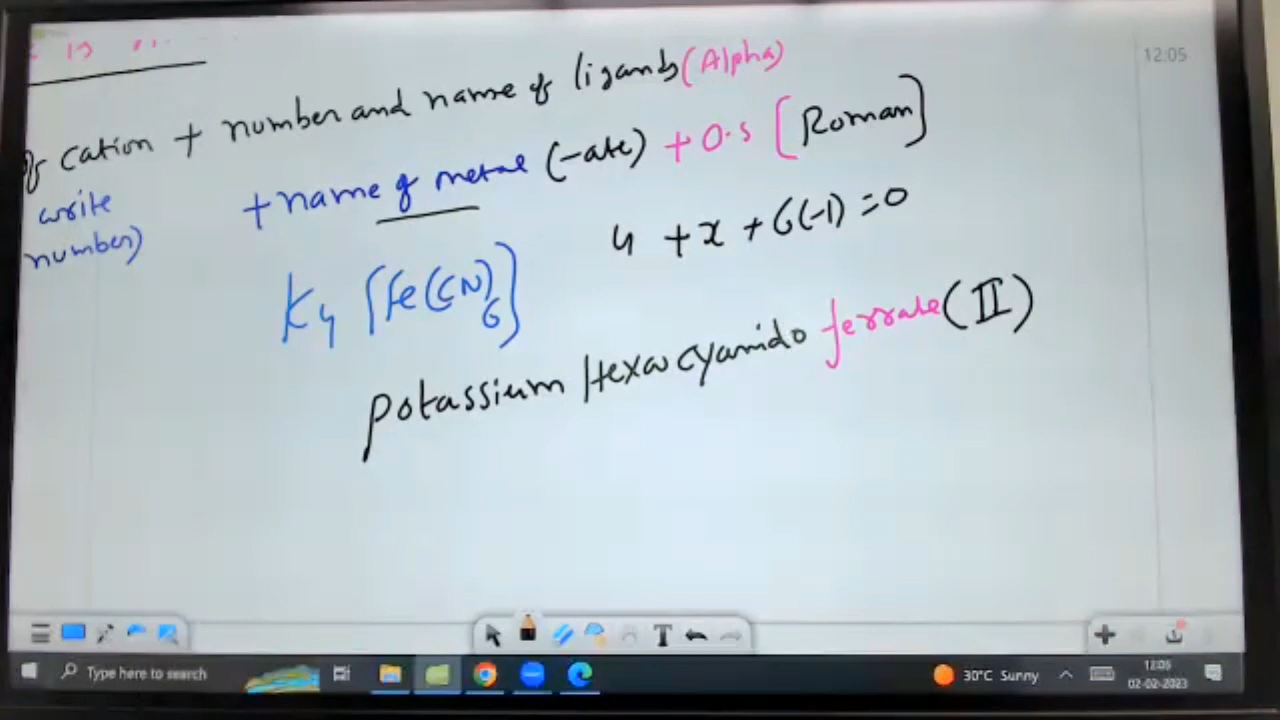 12:05
of cation + number and name of ligands (Alpha)
write number)
+ name of metal (-ate) + O.s [Roman]
4 + x + 6(-1) = 0
K4 [Fe(CN)6]
potassium Hexacyanido ferrate (II)
Type here to search
30°C Sunny
12:05
02-02-2023